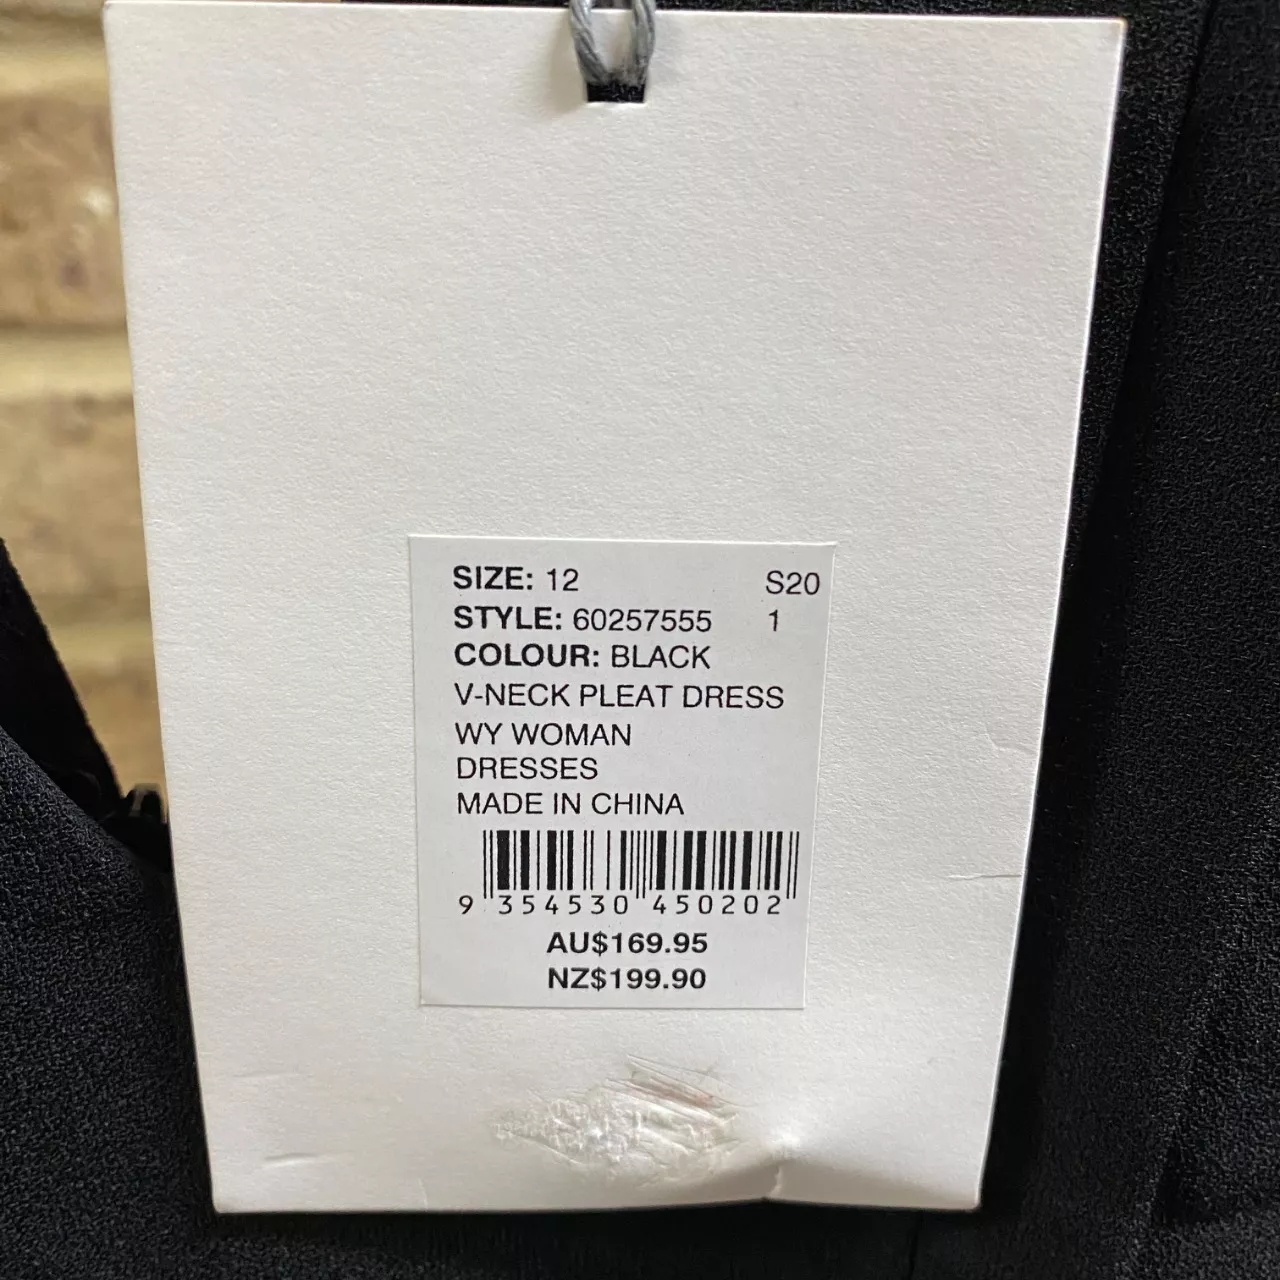 SIZE: 12 S20
STYLE: 60257555 1
COLOUR: BLACK
V-NECK PLEAT DRESS
WY WOMAN
DRESSES
MADE IN CHINA
9 354530 450202
AU$169.95
NZ$199.90